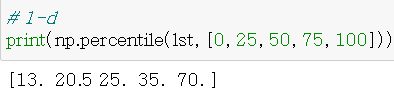 # 1-d
print(np.percentile(lst, [0, 25, 50, 75, 100]))
[13. 20.5 25. 35. 70. ]